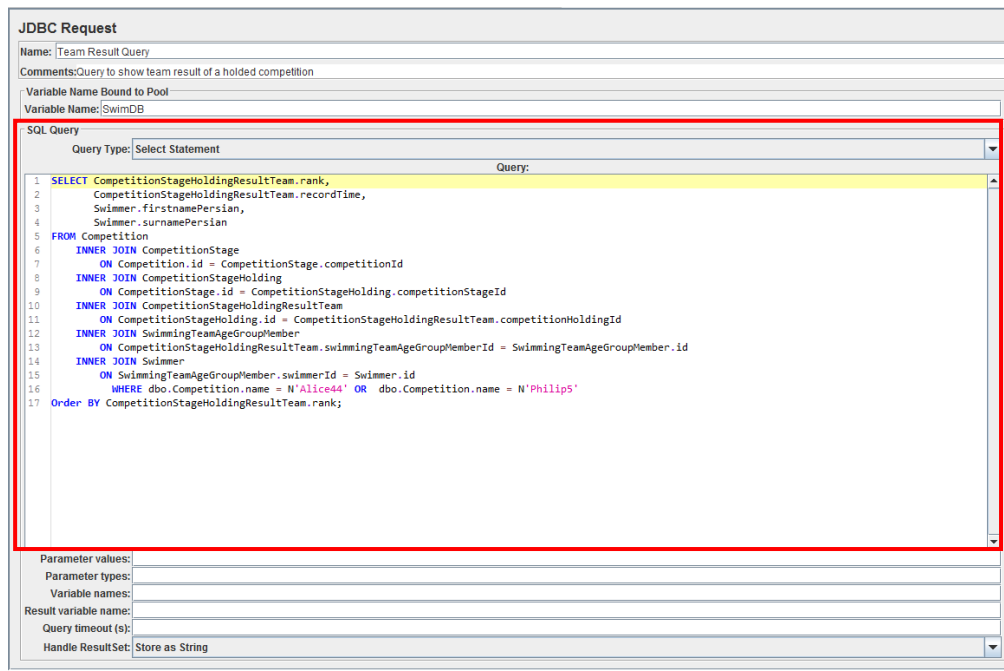 JDBC Request
Name: Team Result Query
Comments:Query to show team result of a holded competition
Variable Name Bound to Pool
Variable Name: SwimDB
SQL Query
Query Type: Select Statement
Query:
1 SELECT CompetitionStageHoldingResultTeam.rank,
2 CompetitionStageHoldingResultTeam.recordTime,
3 Swimmer.firstnamePersian,
4 Swimmer.surnamePersian
5 FROM Competition
6 INNER JOIN CompetitionStage
7 ON Competition.id = CompetitionStage.competitionId
8 INNER JOIN CompetitionStageHolding
9 ON CompetitionStage.id = CompetitionStageHolding.competitionStageId
10 INNER JOIN CompetitionStageHoldingResultTeam
11 ON CompetitionStageHolding.id = CompetitionStageHoldingResultTeam.competitionHoldingId
12 INNER JOIN SwimmingTeamAgeGroupMember
13 ON CompetitionStageHoldingResultTeam.swimmingTeamAgeGroupMemberId = SwimmingTeamAgeGroupMember.id
14 INNER JOIN Swimmer
15 ON SwimmingTeamAgeGroupMember.swimmerId = Swimmer.id
16 WHERE dbo.Competition.name = N'Alice44' OR dbo.Competition.name = N'Philip5'
17 Order BY CompetitionStageHoldingResultTeam.rank;
Parameter values:
Parameter types:
Variable names:
Result variable name:
Query timeout (s):
Handle ResultSet: Store as String